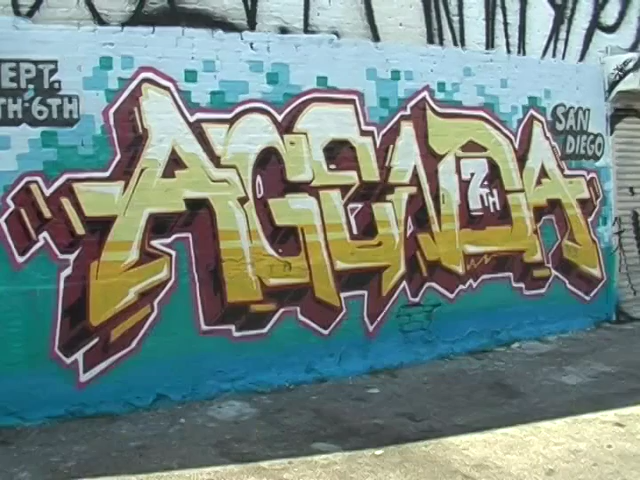 EPT.
TH-6TH
AGENDA
7TH
SAN
DIEGO